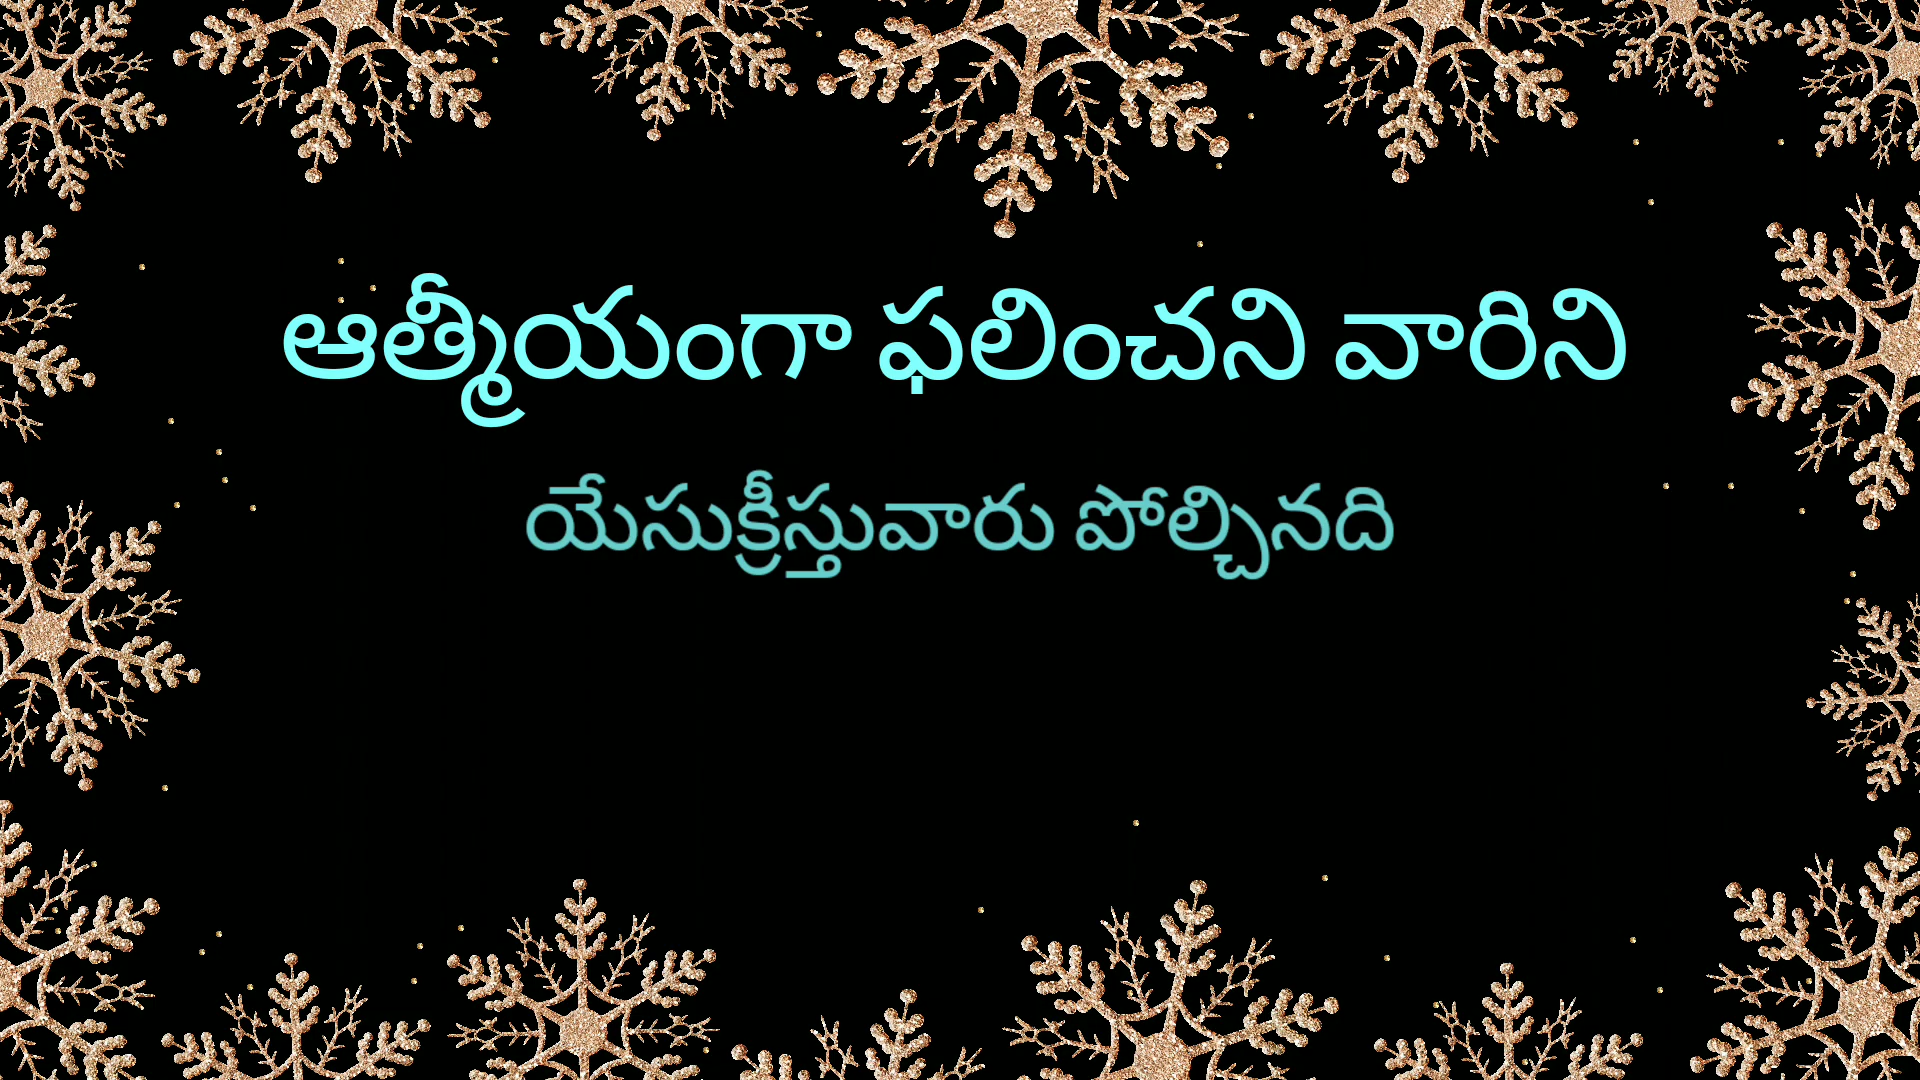 ఆత్మీయంగా ఫలించని వారిని
యేసుక్రీస్తువారు పోల్చినది